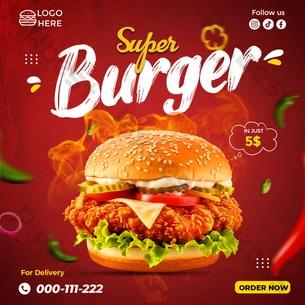 LOGO
HERE
Follow us
Super
Burger
IN JUST
5$
For Delivery
000-111-222
ORDER NOW